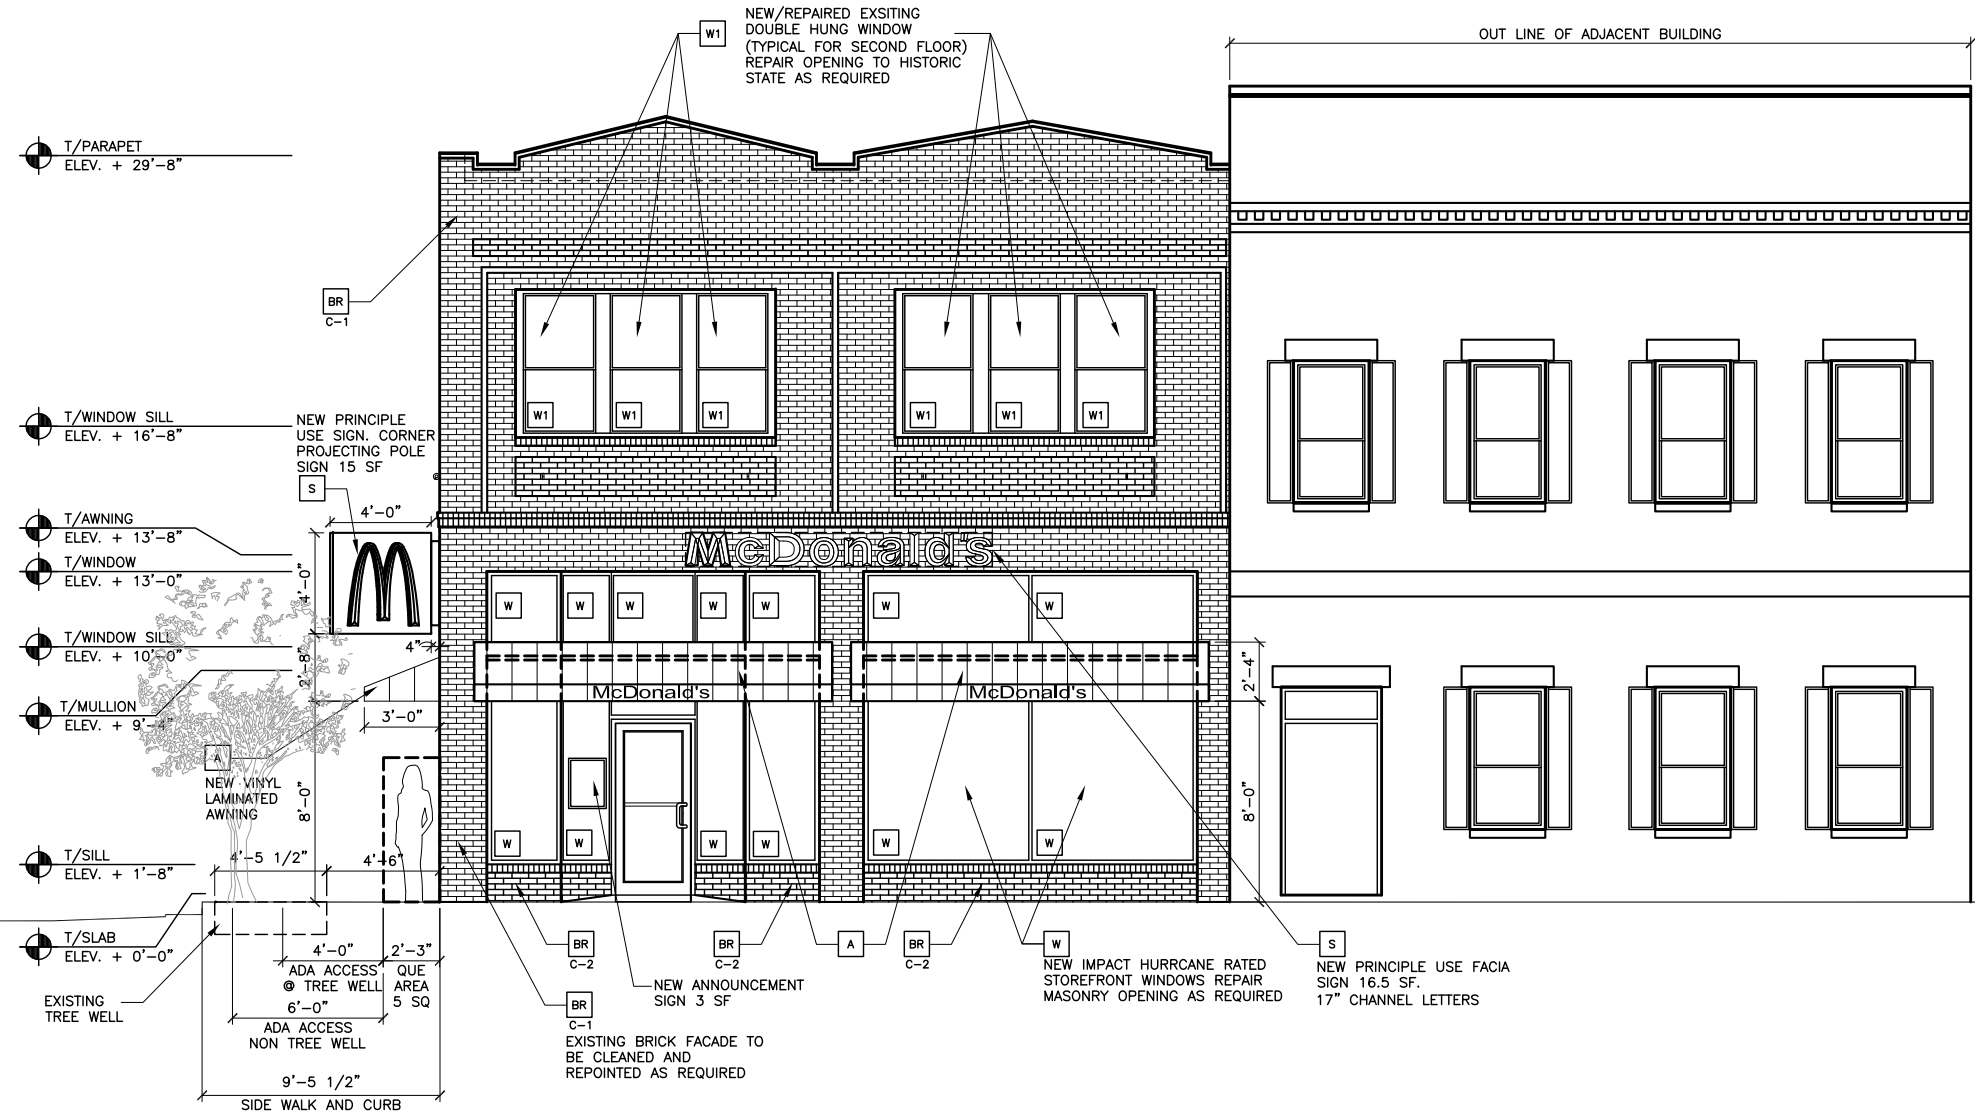 W1
NEW/REPAIRED EXSITING
DOUBLE HUNG WINDOW
(TYPICAL FOR SECOND FLOOR)
REPAIR OPENING TO HISTORIC
STATE AS REQUIRED
OUT LINE OF ADJACENT BUILDING
T/PARAPET
ELEV. + 29'-8"
BR
C-1
T/WINDOW SILL
ELEV. + 16'-8"
NEW PRINCIPLE
USE SIGN. CORNER
PROJECTING POLE
SIGN 15 SF
S
W1 W1 W1 W1 W1 W1
T/AWNING
ELEV. + 13'-8"
4'-0"
T/WINDOW
ELEV. + 13'-0"
4'-0"
McDonald's
W W W W W W W
T/WINDOW SILL
ELEV. + 10'-0"
4"
2'-8"
2'-4"
McDonald's McDonald's
T/MULLION
ELEV. + 9'-4"
3'-0"
A
NEW VINYL
LAMINATED
AWNING
8'-0"
8'-0"
W W W W W W
T/SILL
ELEV. + 1'-8"
4'-5 1/2"
4'-6"
T/SLAB
ELEV. + 0'-0"
EXISTING
TREE WELL
4'-0"
ADA ACCESS
@ TREE WELL
2'-3"
QUE
AREA
5 SQ
6'-0"
ADA ACCESS
NON TREE WELL
9'-5 1/2"
SIDE WALK AND CURB
BR
C-2
BR
C-2
A
BR
C-2
BR
C-1
EXISTING BRICK FACADE TO
BE CLEANED AND
REPOINTED AS REQUIRED
NEW ANNOUNCEMENT
SIGN 3 SF
W
NEW IMPACT HURRCANE RATED
STOREFRONT WINDOWS REPAIR
MASONRY OPENING AS REQUIRED
S
NEW PRINCIPLE USE FACIA
SIGN 16.5 SF.
17" CHANNEL LETTERS